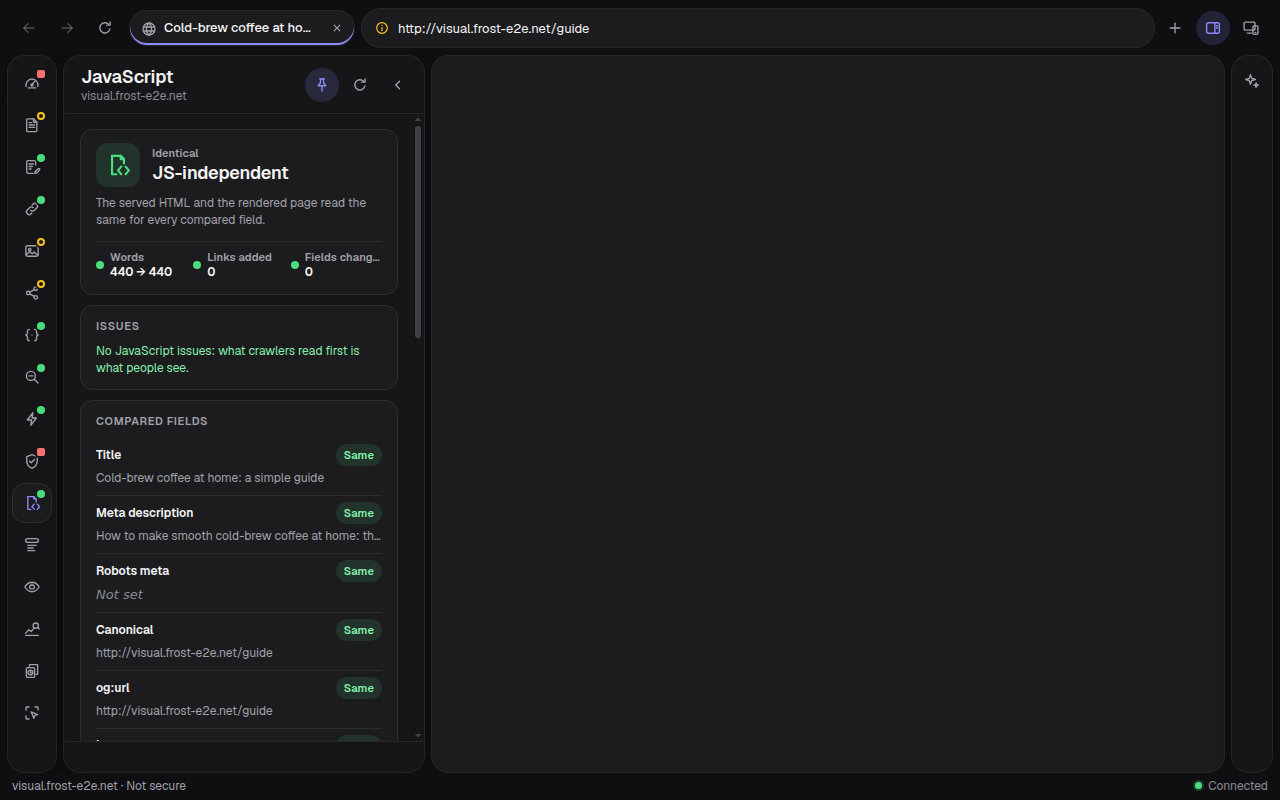 Cold-brew coffee at ho...
http://visual.frost-e2e.net/guide
JavaScript
visual.frost-e2e.net
Identical
JS-independent
The served HTML and the rendered page read the
same for every compared field.
Words
440 → 440
Links added
0
Fields chang...
0
ISSUES
No JavaScript issues: what crawlers read first is
what people see.
COMPARED FIELDS
Title
Same
Cold-brew coffee at home: a simple guide
Meta description
Same
How to make smooth cold-brew coffee at home: th...
Robots meta
Same
Not set
Canonical
Same
http://visual.frost-e2e.net/guide
og:url
Same
http://visual.frost-e2e.net/guide
visual.frost-e2e.net · Not secure
Connected